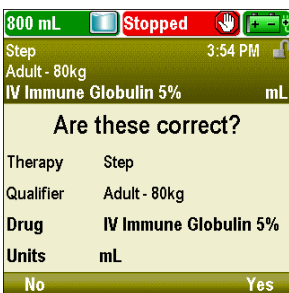 800 mL Stopped
Step 3:54 PM
Adult - 80kg
IV Immune Globulin 5% mL
Are these correct?
Therapy Step
Qualifier Adult - 80kg
Drug IV Immune Globulin 5%
Units mL
No Yes